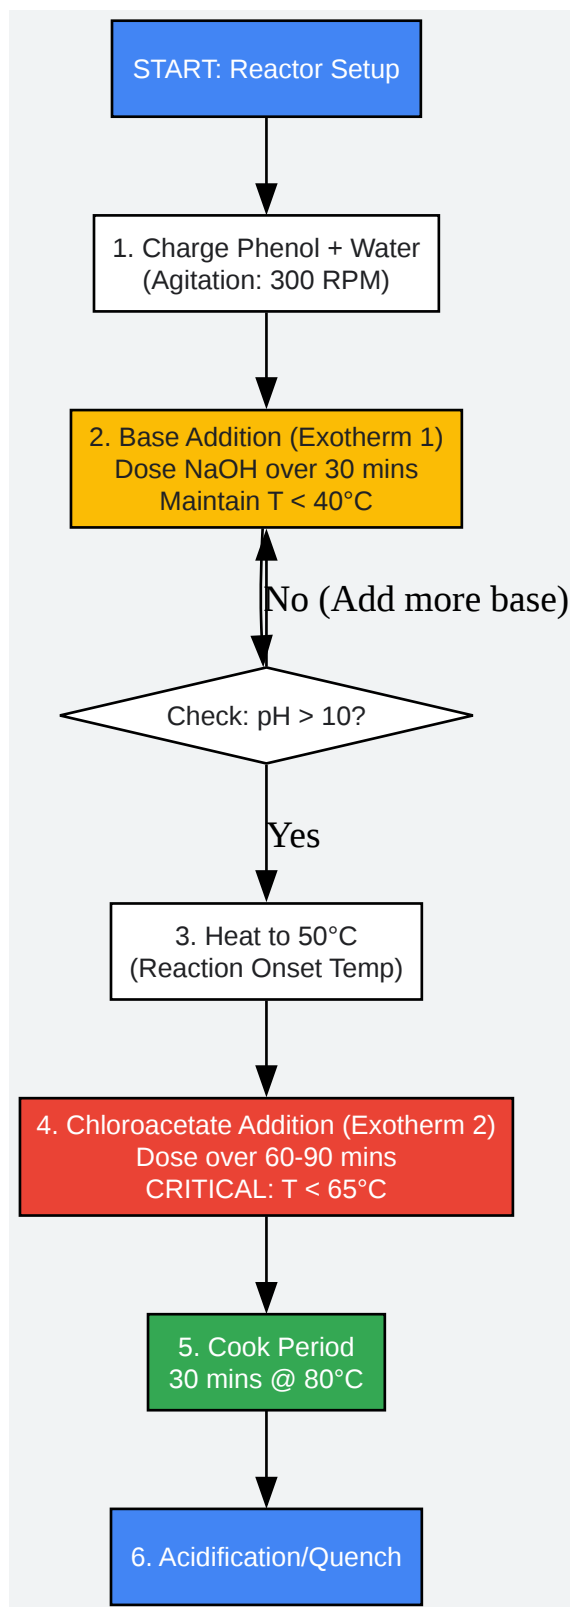 START: Reactor Setup
1. Charge Phenol + Water
(Agitation: 300 RPM)
2. Base Addition (Exotherm 1)
Dose NaOH over 30 mins
Maintain T < 40°C
No (Add more base)
Check: pH > 10?
Yes
3. Heat to 50°C
(Reaction Onset Temp)
4. Chloroacetate Addition (Exotherm 2)
Dose over 60-90 mins
CRITICAL: T < 65°C
5. Cook Period
30 mins @ 80°C
6. Acidification/Quench